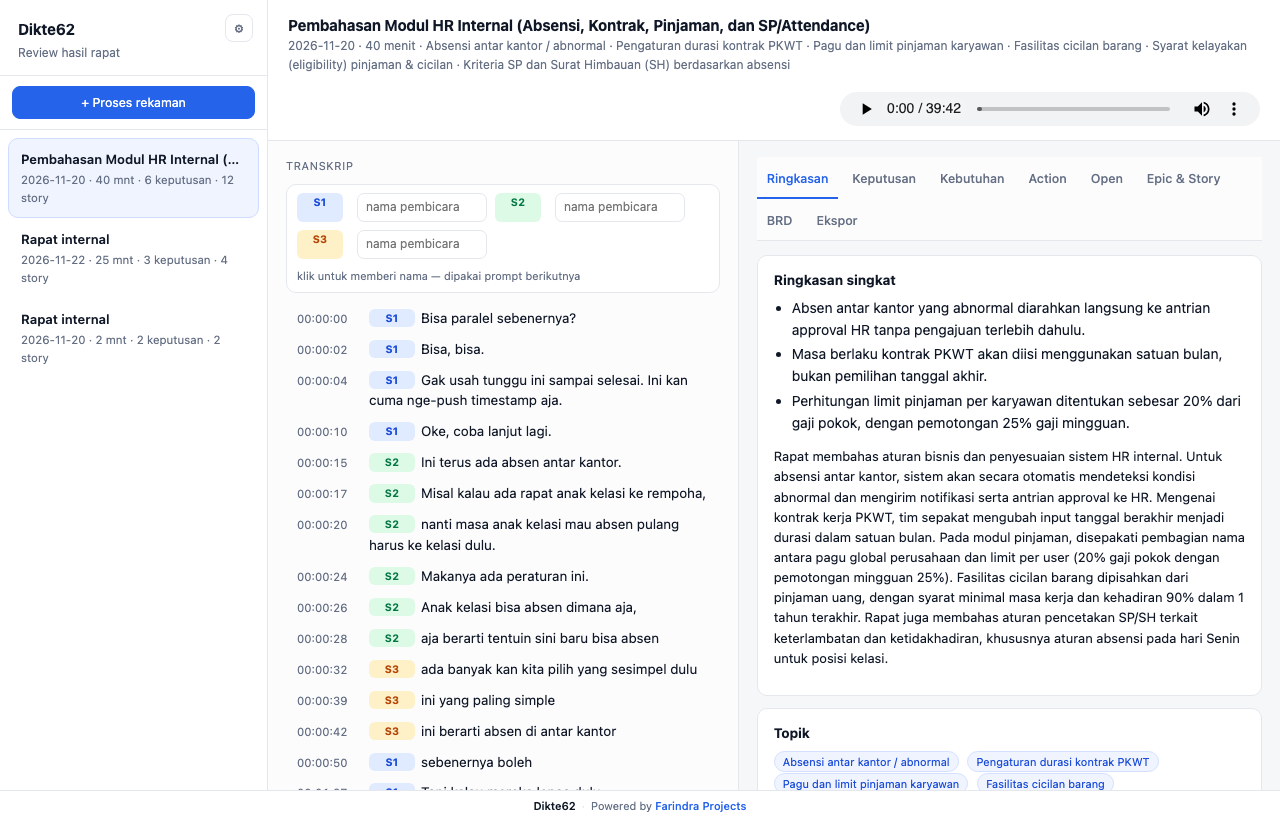 Dikte62
Review hasil rapat
+ Proses rekaman
Pembahasan Modul HR Internal (...
2026-11-20 · 40 mnt · 6 keputusan · 12
story
Rapat internal
2026-11-22 · 25 mnt · 3 keputusan · 4
story
Rapat internal
2026-11-20 · 2 mnt · 2 keputusan · 2
story
Pembahasan Modul HR Internal (Absensi, Kontrak, Pinjaman, dan SP/Attendance)
2026-11-20 · 40 menit · Absensi antar kantor / abnormal · Pengaturan durasi kontrak PKWT · Pagu dan limit pinjaman karyawan · Fasilitas cicilan barang · Syarat kelayakan
(eligibility) pinjaman & cicilan · Kriteria SP dan Surat Himbauan (SH) berdasarkan absensi
0:00 / 39:42
TRANSKRIP
S1 nama pembicara S2 nama pembicara
S3 nama pembicara
klik untuk memberi nama — dipakai prompt berikutnya
00:00:00 S1 Bisa paralel sebenernya?
00:00:02 S1 Bisa, bisa.
00:00:04 S1 Gak usah tunggu ini sampai selesai. Ini kan
cuma nge-push timestamp aja.
00:00:10 S1 Oke, coba lanjut lagi.
00:00:15 S2 Ini terus ada absen antar kantor.
00:00:17 S2 Misal kalau ada rapat anak kelasi ke rempoha,
00:00:20 S2 nanti masa anak kelasi mau absen pulang
harus ke kelasi dulu.
00:00:24 S2 Makanya ada peraturan ini.
00:00:26 S2 Anak kelasi bisa absen dimana aja,
00:00:28 S2 aja berarti tentuin sini baru bisa absen
00:00:32 S3 ada banyak kan kita pilih yang sesimpel dulu
00:00:39 S3 ini yang paling simple
00:00:42 S3 ini berarti absen di antar kantor
00:00:50 S1 sebenernya boleh
Ringkasan Keputusan Kebutuhan Action Open Epic & Story
BRD Ekspor
Ringkasan singkat
• Absen antar kantor yang abnormal diarahkan langsung ke antrian
approval HR tanpa pengajuan terlebih dahulu.
• Masa berlaku kontrak PKWT akan diisi menggunakan satuan bulan,
bukan pemilihan tanggal akhir.
• Perhitungan limit pinjaman per karyawan ditentukan sebesar 20% dari
gaji pokok, dengan pemotongan 25% gaji mingguan.
Rapat membahas aturan bisnis dan penyesuaian sistem HR internal. Untuk
absensi antar kantor, sistem akan secara otomatis mendeteksi kondisi
abnormal dan mengirim notifikasi serta antrian approval ke HR. Mengenai
kontrak kerja PKWT, tim sepakat mengubah input tanggal berakhir menjadi
durasi dalam satuan bulan. Pada modul pinjaman, disepakati pembagian nama
antara pagu global perusahaan dan limit per user (20% gaji pokok dengan
pemotongan mingguan 25%). Fasilitas cicilan barang dipisahkan dari
pinjaman uang, dengan syarat minimal masa kerja dan kehadiran 90% dalam 1
tahun terakhir. Rapat juga membahas aturan pencetakan SP/SH terkait
keterlambatan dan ketidakhadiran, khususnya aturan absensi pada hari Senin
untuk posisi kelasi.
Topik
Absensi antar kantor / abnormal Pengaturan durasi kontrak PKWT
Pagu dan limit pinjaman karyawan Fasilitas cicilan barang
Dikte62 · Powered by Farindra Projects